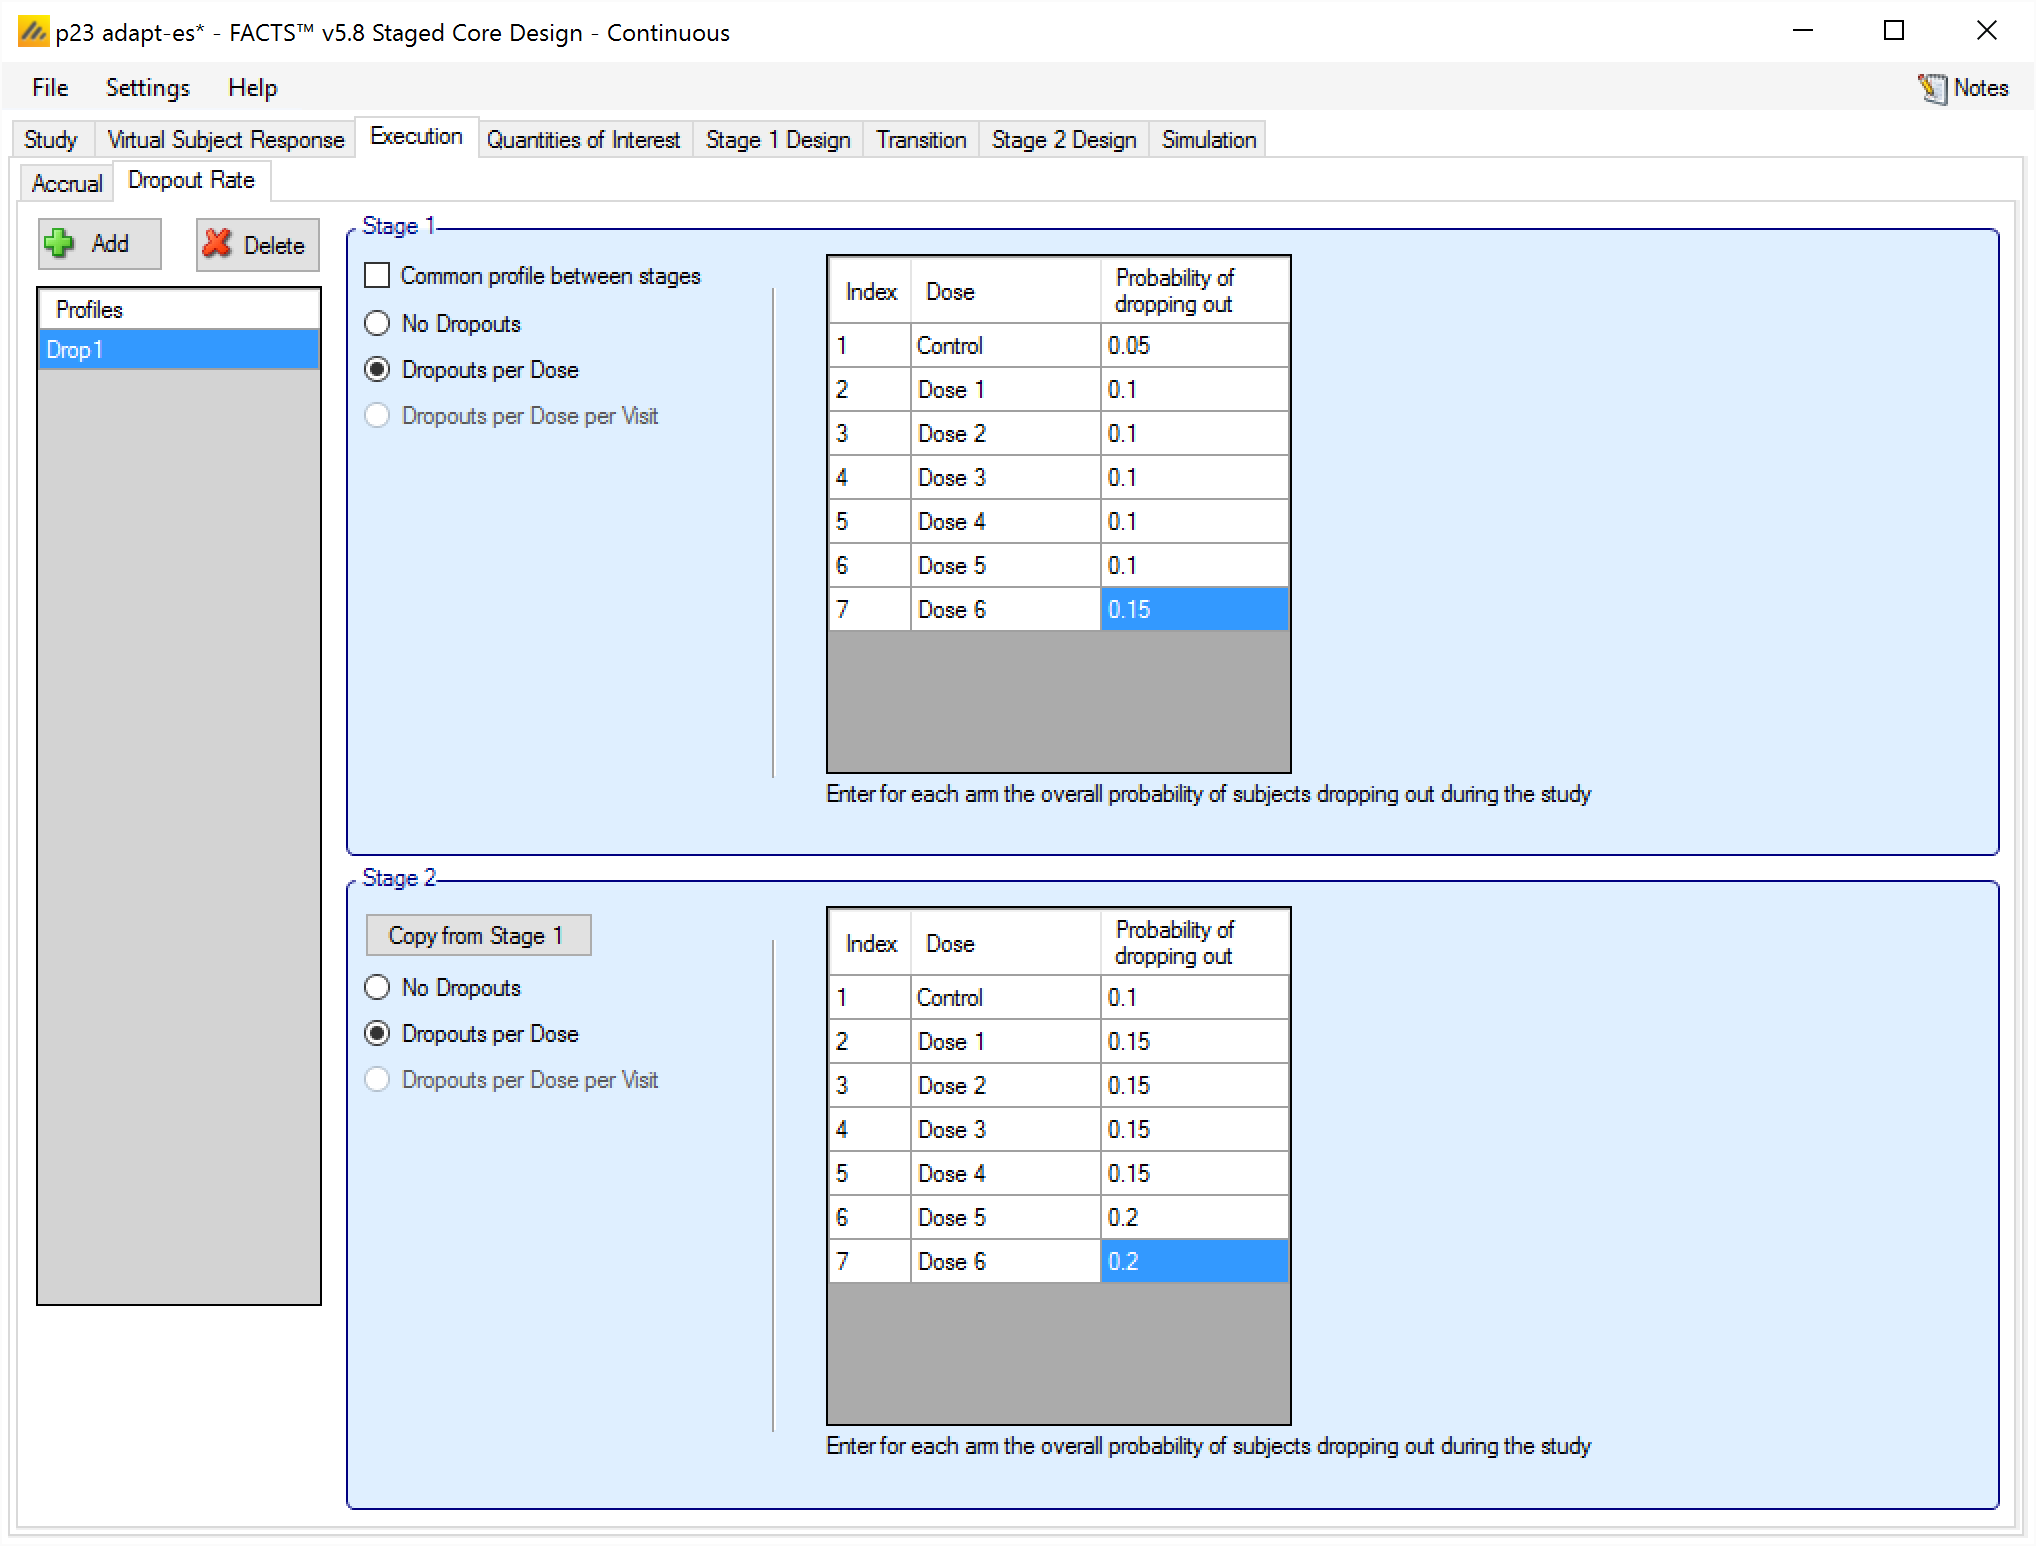 p23 adapt-es* - FACTS™ v5.8 Staged Core Design - Continuous
File Settings Help Notes
Study Virtual Subject Response Execution Quantities of Interest Stage 1 Design Transition Stage 2 Design Simulation
Accrual Dropout Rate
Add Delete
Profiles
Drop1
Stage 1
Common profile between stages
No Dropouts
Dropouts per Dose
Dropouts per Dose per Visit
Index Dose Probability of dropping out
1 Control 0.05
2 Dose 1 0.1
3 Dose 2 0.1
4 Dose 3 0.1
5 Dose 4 0.1
6 Dose 5 0.1
7 Dose 6 0.15
Enter for each arm the overall probability of subjects dropping out during the study
Stage 2
Copy from Stage 1
No Dropouts
Dropouts per Dose
Dropouts per Dose per Visit
Index Dose Probability of dropping out
1 Control 0.1
2 Dose 1 0.15
3 Dose 2 0.15
4 Dose 3 0.15
5 Dose 4 0.15
6 Dose 5 0.2
7 Dose 6 0.2
Enter for each arm the overall probability of subjects dropping out during the study